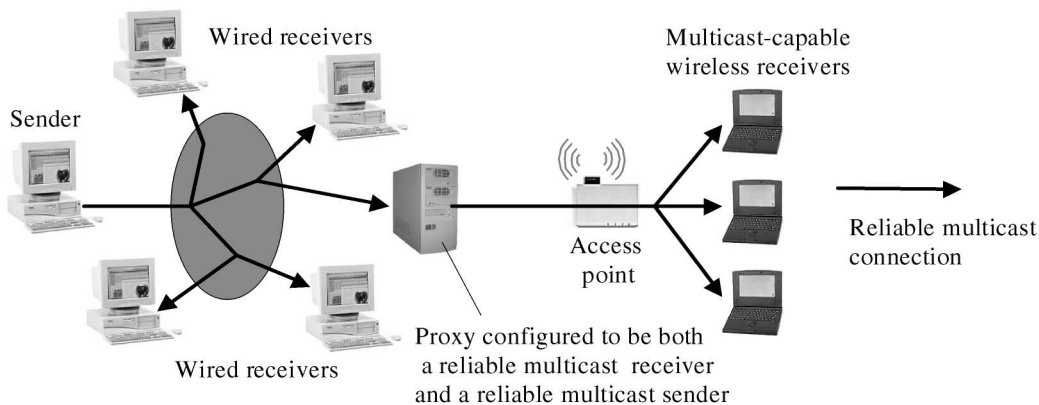 Wired receivers
Multicast-capable
wireless receivers
Sender
Access
point
Reliable multicast
connection
Proxy configured to be both
a reliable multicast receiver
and a reliable multicast sender
Wired receivers